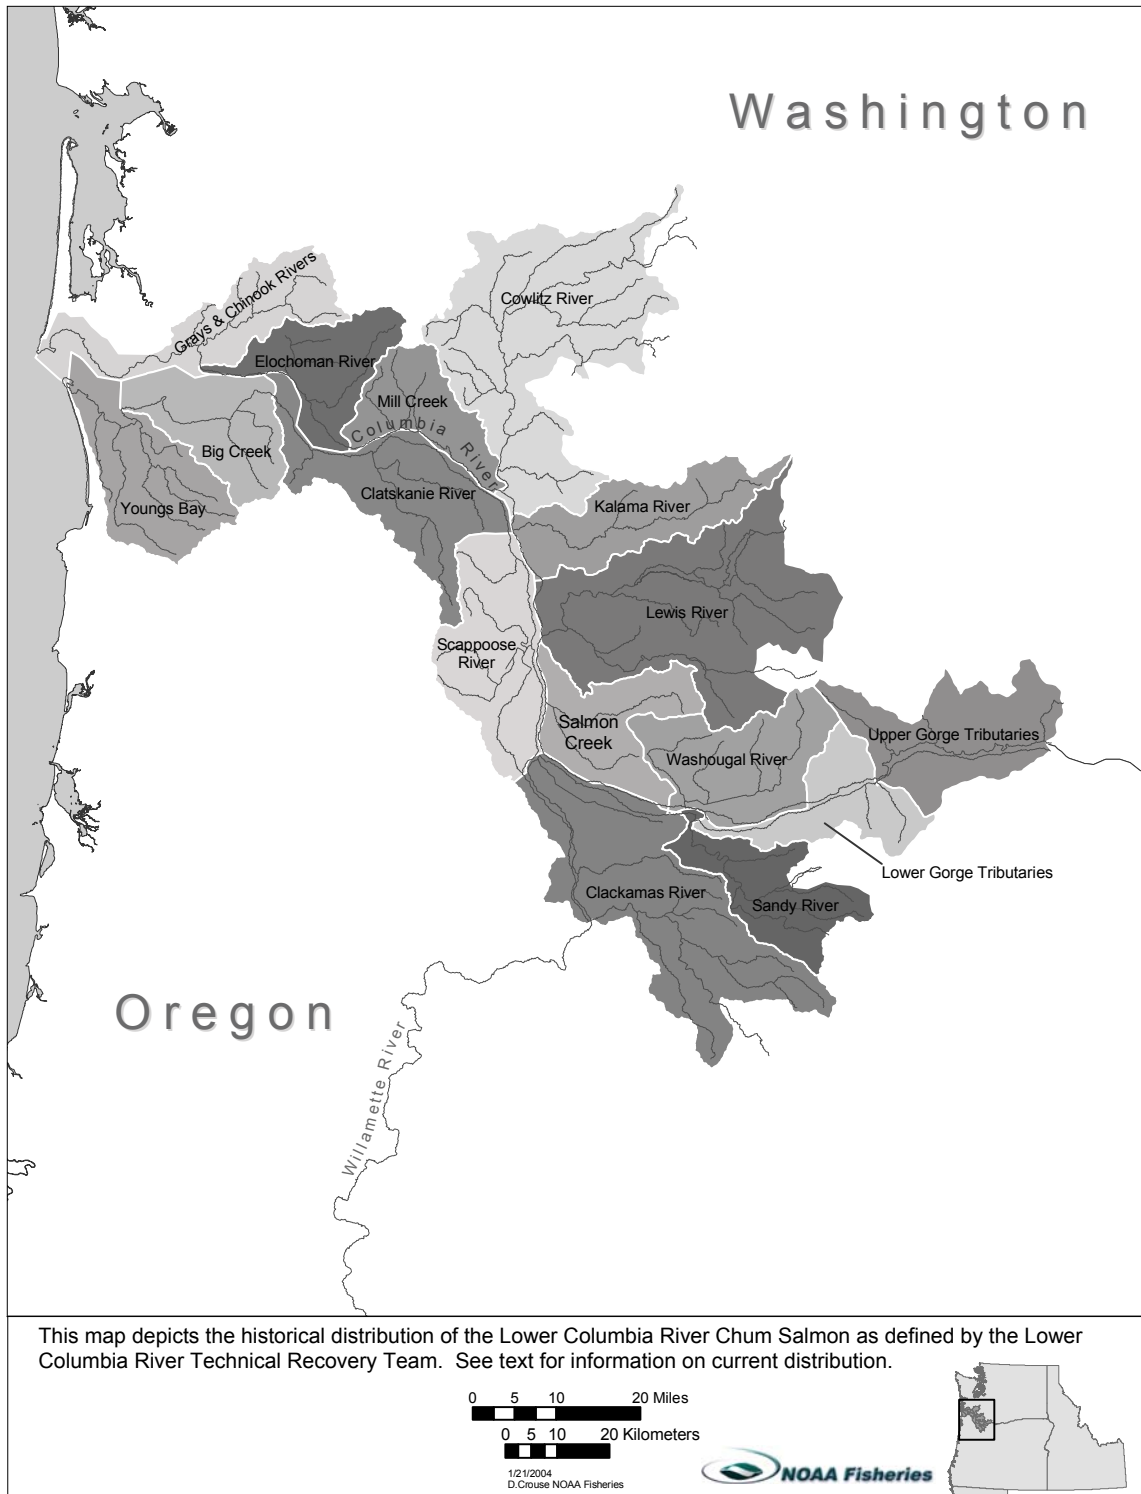 Washington
Cowlitz River
Grays & Chinook Rivers
Elochoman River
Mill Creek
Columbia River
Big Creek
Clatskanie River
Youngs Bay
Kalama River
Lewis River
Scappoose
River
Salmon
Creek
Upper Gorge Tributaries
Washougal River
Lower Gorge Tributaries
Clackamas River
Sandy River
Oregon
Willamette River
This map depicts the historical distribution of the Lower Columbia River Chum Salmon as defined by the Lower
Columbia River Technical Recovery Team.  See text for information on current distribution.
0 5 10 20 Miles
0 5 10 20 Kilometers
1/21/2004
D.Crouse NOAA Fisheries
NOAA Fisheries